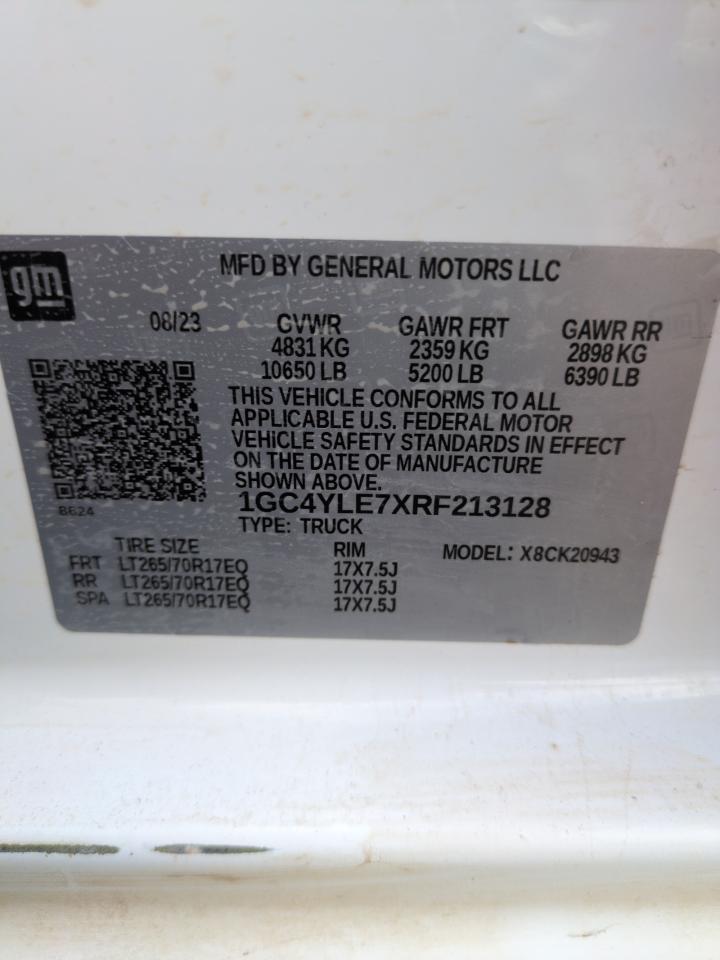 gm
MFD BY GENERAL MOTORS LLC
08/23 GVWR GAWR FRT GAWR RR
4831 KG 2359 KG 2898 KG
10650 LB 5200 LB 6390 LB
THIS VEHICLE CONFORMS TO ALL
APPLICABLE U.S. FEDERAL MOTOR
VEHICLE SAFETY STANDARDS IN EFFECT
ON THE DATE OF MANUFACTURE
SHOWN ABOVE.
8624
1GC4YLE7XRF213128
TYPE: TRUCK
TIRE SIZE RIM MODEL: X8CK20943
FRT LT265/70R17EQ 17X7.5J
RR LT265/70R17EQ 17X7.5J
SPA LT265/70R17EQ 17X7.5J